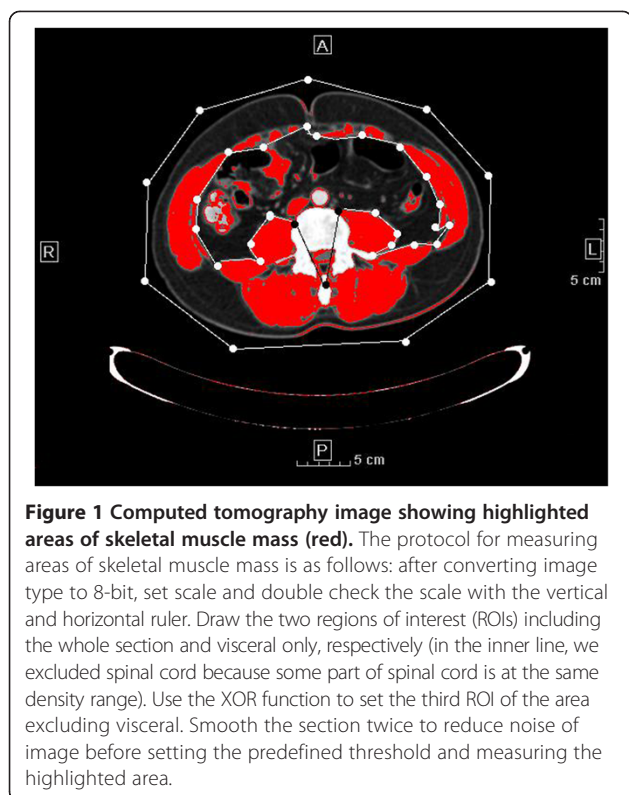 A
R
L
5 cm
P
5 cm
Figure 1 Computed tomography image showing highlighted
areas of skeletal muscle mass (red). The protocol for measuring
areas of skeletal muscle mass is as follows: after converting image
type to 8-bit, set scale and double check the scale with the vertical
and horizontal ruler. Draw the two regions of interest (ROIs) including
the whole section and visceral only, respectively (in the inner line, we
excluded spinal cord because some part of spinal cord is at the same
density range). Use the XOR function to set the third ROI of the area
excluding visceral. Smooth the section twice to reduce noise of
image before setting the predefined threshold and measuring the
highlighted area.